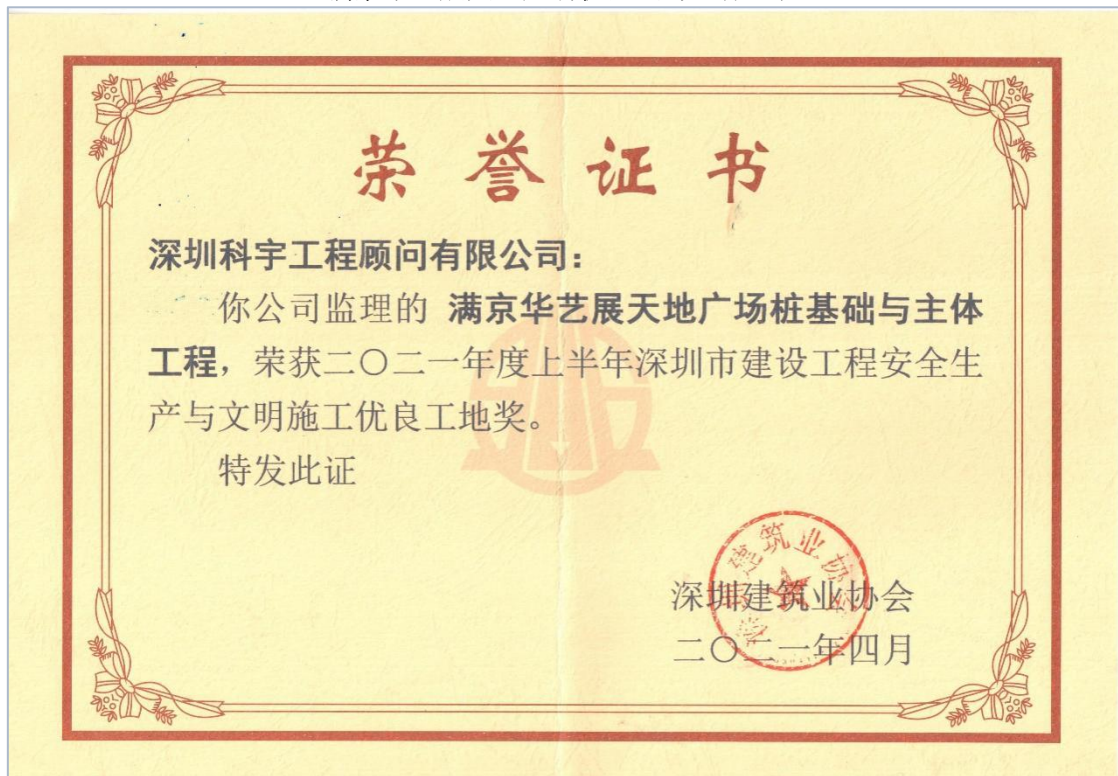 荣誉证书
深圳科宇工程顾问有限公司：
你公司监理的 满京华艺展天地广场桩基础与主体
工程，荣获二〇二一年度上半年深圳市建设工程安全生
产与文明施工优良工地奖。
特发此证
深圳建筑业协会
二〇二一年四月